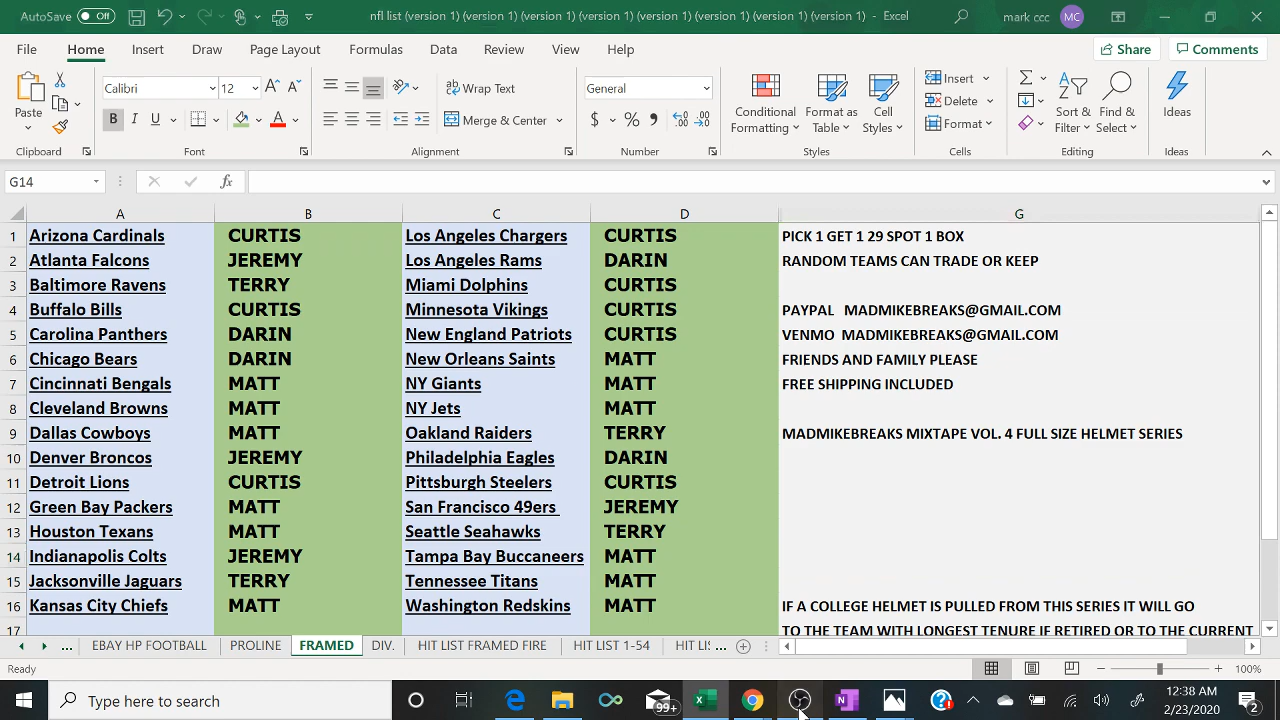 AutoSave Off nfl list (version 1) (version 1) (version 1) (version 1) (version 1) (version 1) (version 1) - Excel mark ccc MC
File Home Insert Draw Page Layout Formulas Data Review View Help Share Comments
Paste Calibri 12 B I U A Wrap Text Merge & Center General $ % Conditional Formatting Format as Table Cell Styles Insert Delete Format Sort & Filter Find & Select Ideas
Clipboard Font Alignment Number Styles Cells Editing Ideas
G14 fx
A B C D G
1 Arizona Cardinals CURTIS Los Angeles Chargers CURTIS PICK 1 GET 1 29 SPOT 1 BOX
2 Atlanta Falcons JEREMY Los Angeles Rams DARIN RANDOM TEAMS CAN TRADE OR KEEP
3 Baltimore Ravens TERRY Miami Dolphins CURTIS
4 Buffalo Bills CURTIS Minnesota Vikings CURTIS PAYPAL MADMIKEBREAKS@GMAIL.COM
5 Carolina Panthers DARIN New England Patriots CURTIS VENMO MADMIKEBREAKS@GMAIL.COM
6 Chicago Bears DARIN New Orleans Saints MATT FRIENDS AND FAMILY PLEASE
7 Cincinnati Bengals MATT NY Giants MATT FREE SHIPPING INCLUDED
8 Cleveland Browns MATT NY Jets MATT
9 Dallas Cowboys MATT Oakland Raiders TERRY MADMIKEBREAKS MIXTAPE VOL. 4 FULL SIZE HELMET SERIES
10 Denver Broncos JEREMY Philadelphia Eagles DARIN
11 Detroit Lions CURTIS Pittsburgh Steelers CURTIS
12 Green Bay Packers MATT San Francisco 49ers JEREMY
13 Houston Texans MATT Seattle Seahawks TERRY
14 Indianapolis Colts JEREMY Tampa Bay Buccaneers MATT
15 Jacksonville Jaguars TERRY Tennessee Titans MATT
16 Kansas City Chiefs MATT Washington Redskins MATT IF A COLLEGE HELMET IS PULLED FROM THIS SERIES IT WILL GO
17 TO THE TEAM WITH LONGEST TENURE IF RETIRED OR TO THE CURRENT
... EBAY HP FOOTBALL PROLINE FRAMED DIV. HIT LIST FRAMED FIRE HIT LIST 1-54 HIT LIS ...
Ready 100%
Type here to search 99+ 12:38 AM
2/23/2020 2